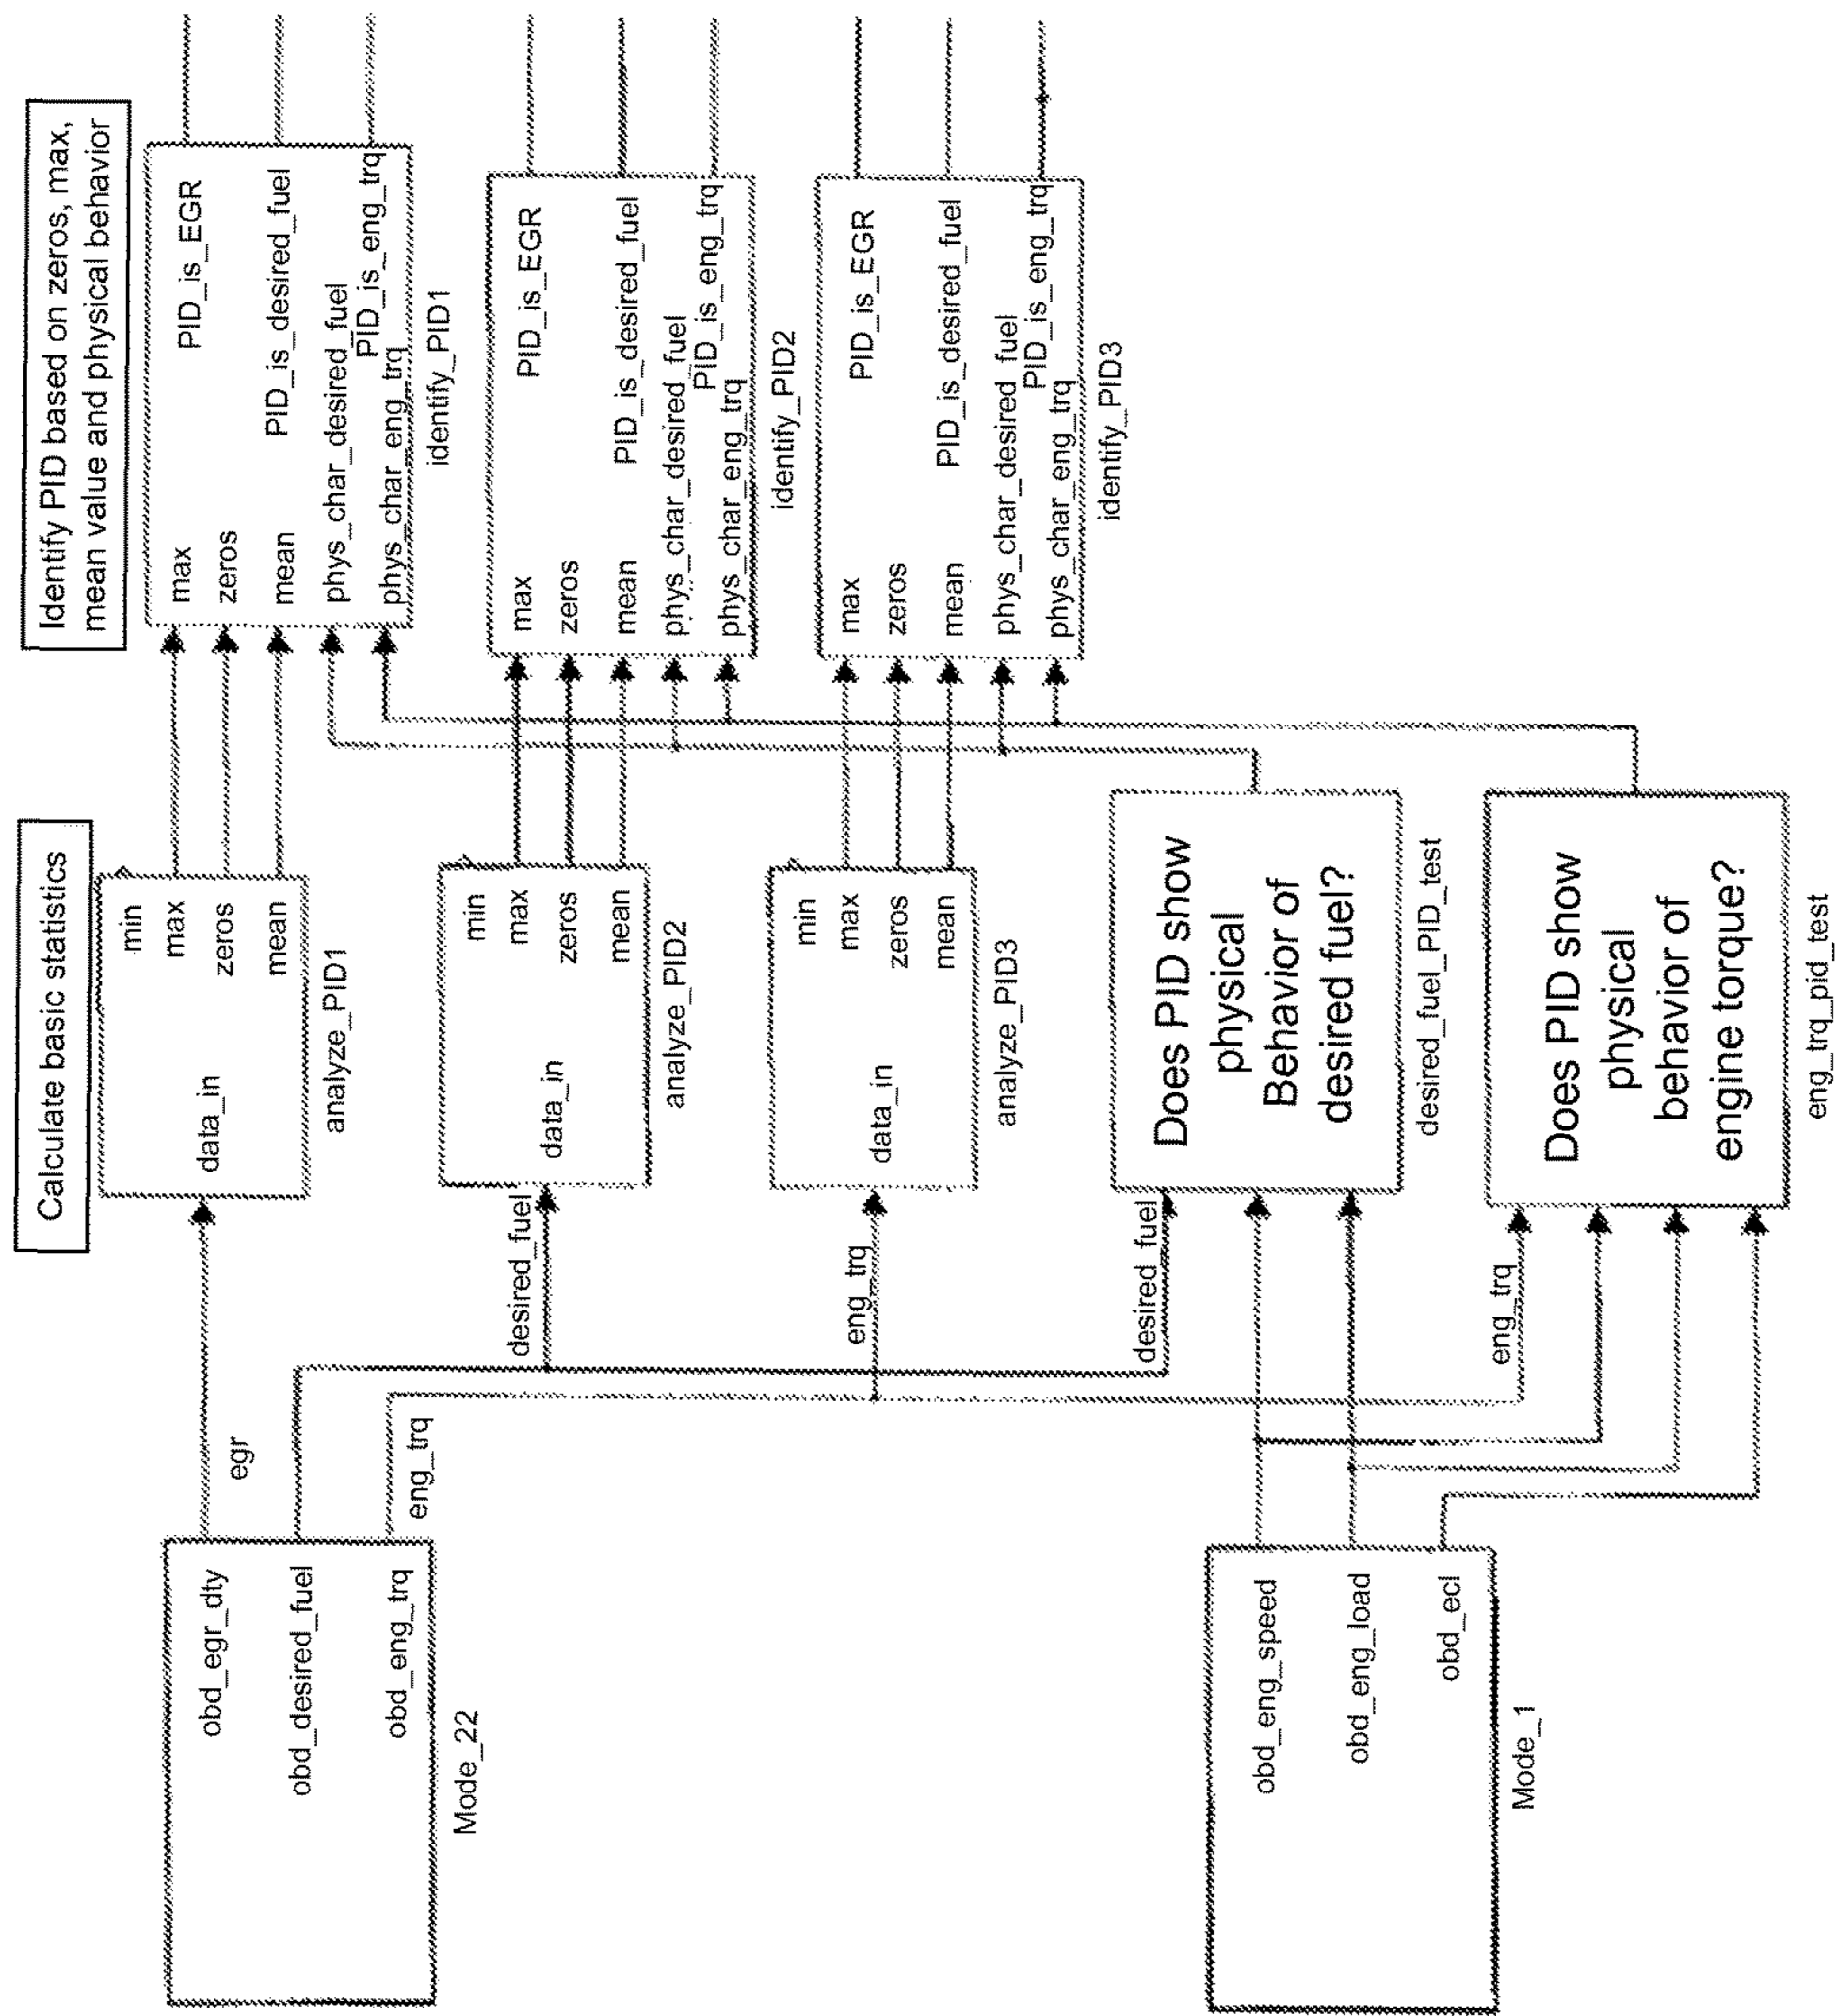 Calculate basic statistics
Identify PID based on zeros, max,
mean value and physical behavior
obd_egr_dty
obd_desired_fuel
obd_eng_trq
Mode_22
egr
eng_trq
data_in
min
max
zeros
mean
analyze_PID1
max
zeros
mean
phys_char_desired_fuel
phys_char_eng_trq
PID_is_EGR
PID_is_desired_fuel
PID_is_eng_trq
identify_PID1
desired_fuel
data_in
min
max
zeros
mean
analyze_PID2
max
zeros
mean
phys_char_desired_fuel
phys_char_eng_trq
PID_is_EGR
PID_is_desired_fuel
PID_is_eng_trq
identify_PID2
eng_trq
data_in
min
max
zeros
mean
analyze_PID3
max
zeros
mean
phys_char_desired_fuel
phys_char_eng_trq
PID_is_EGR
PID_is_desired_fuel
PID_is_eng_trq
identify_PID3
obd_eng_speed
obd_eng_load
obd_ecl
Mode_1
desired_fuel
Does PID show
physical
Behavior of
desired fuel?
desired_fuel_PID_test
eng_trq
Does PID show
physical
behavior of
engine torque?
eng_trq_pid_test